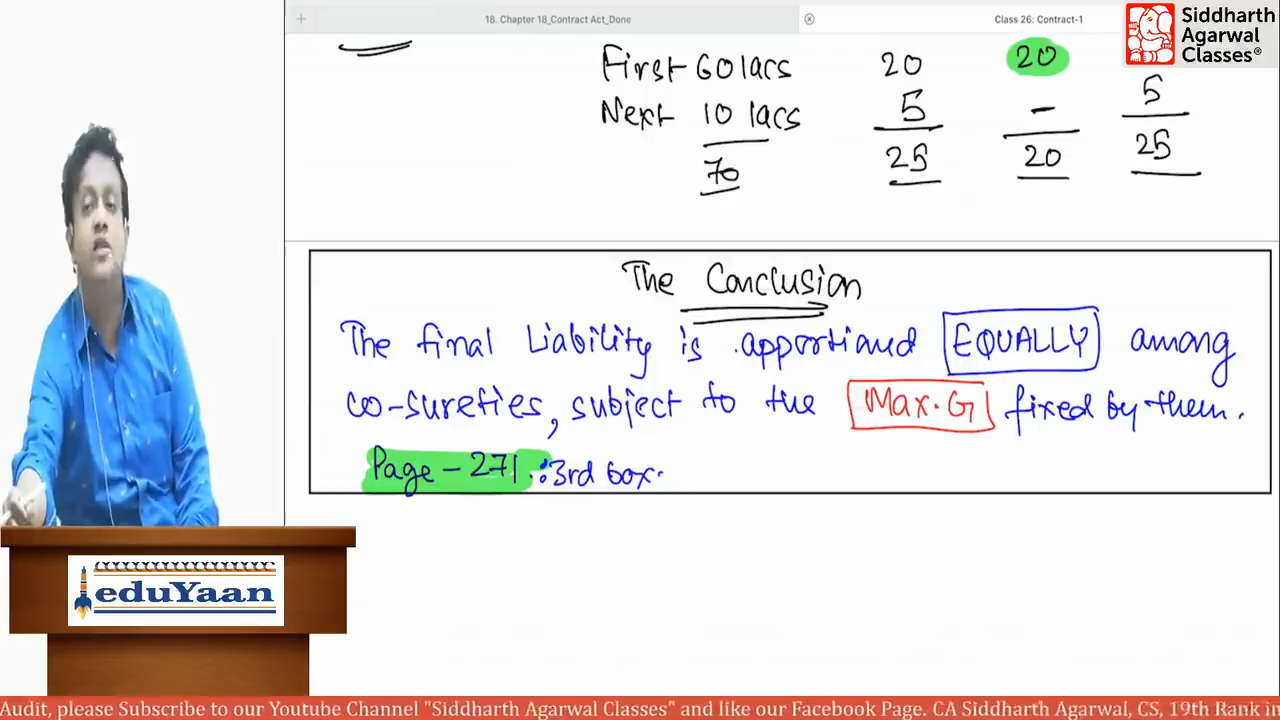 18. Chapter 18_Contract Act_Done
Class 26: Contract-1
Siddharth
Agarwal
Classes®
First 60 lacs 20 20
Next 10 lacs 5 - 5
70 25 20 25
The Conclusion
The final Liability is apportioned EQUALLY among
co-sureties, subject to the Max. G fixed by them.
Page - 271 : 3rd box.
eduYaan
Audit, please Subscribe to our Youtube Channel "Siddharth Agarwal Classes" and like our Facebook Page. CA Siddharth Agarwal, CS, 19th Rank in